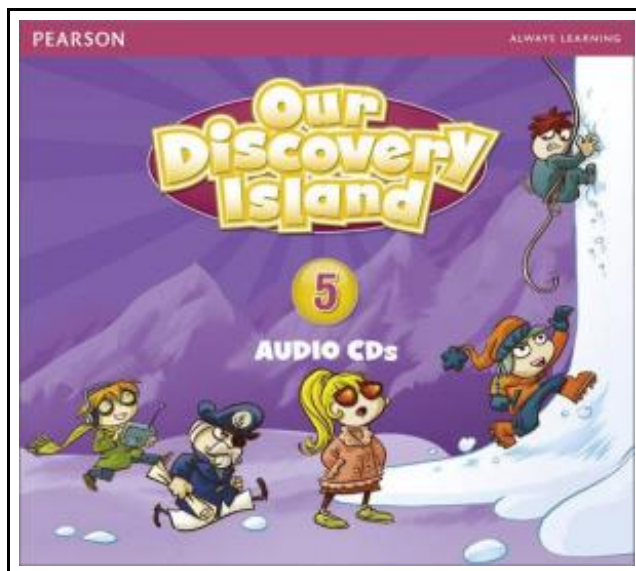 PEARSON
ALWAYS LEARNING
Our
Discovery
Island
5
AUDIO CDs